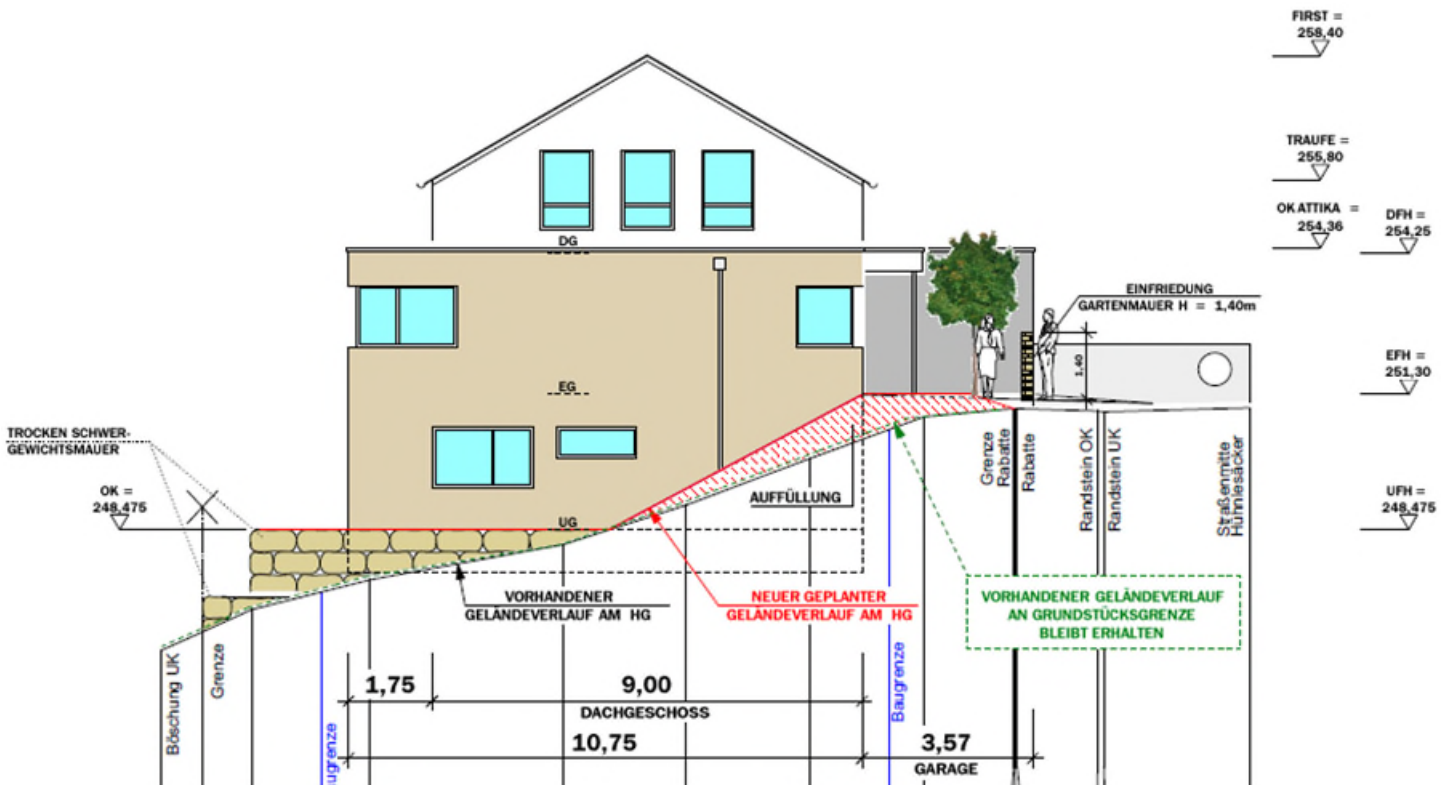 FIRST =
258,40
TRAUFE =
255,80
OK ATTIKA =
254,36
DFH =
254,25
DG
EINFRIEDUNG
GARTENMAUER H = 1,40m
1,40
EFH =
251,30
EG
TROCKEN SCHWER-
GEWICHTSMAUER
OK =
248,475
UG
AUFFÜLLUNG
UFH =
248,475
Grenze
Rabatte
Rabatte
Randstein OK
Randstein UK
Straßenmitte
Hühnlesäcker
VORHANDENER
GELÄNDEVERLAUF AM HG
NEUER GEPLANTER
GELÄNDEVERLAUF AM HG
VORHANDENER GELÄNDEVERLAUF
AN GRUNDSTÜCKSGRENZE
BLEIBT ERHALTEN
Böschung UK
Grenze
ugrenze
Baugrenze
1,75
9,00
DACHGESCHOSS
10,75
3,57
GARAGE